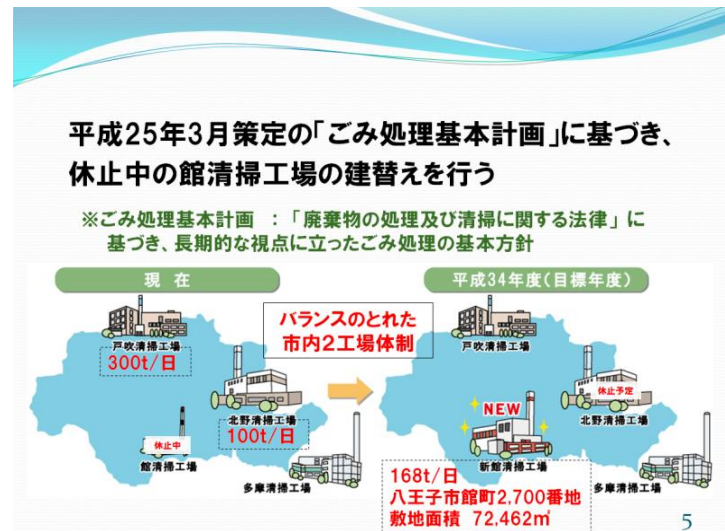 平成25年3月策定の「ごみ処理基本計画」に基づき、
休止中の館清掃工場の建替えを行う
※ごみ処理基本計画 : 「廃棄物の処理及び清掃に関する法律」に
基づき、長期的な視点に立ったごみ処理の基本方針
現 在
戸吹清掃工場
300t/日
北野清掃工場
100t/日
休止中
館清掃工場
多摩清掃工場
バランスのとれた
市内2工場体制
平成34年度(目標年度)
戸吹清掃工場
休止予定
北野清掃工場
NEW
新館清掃工場
多摩清掃工場
168t/日
八王子市館町2,700番地
敷地面積 72,462㎡
5